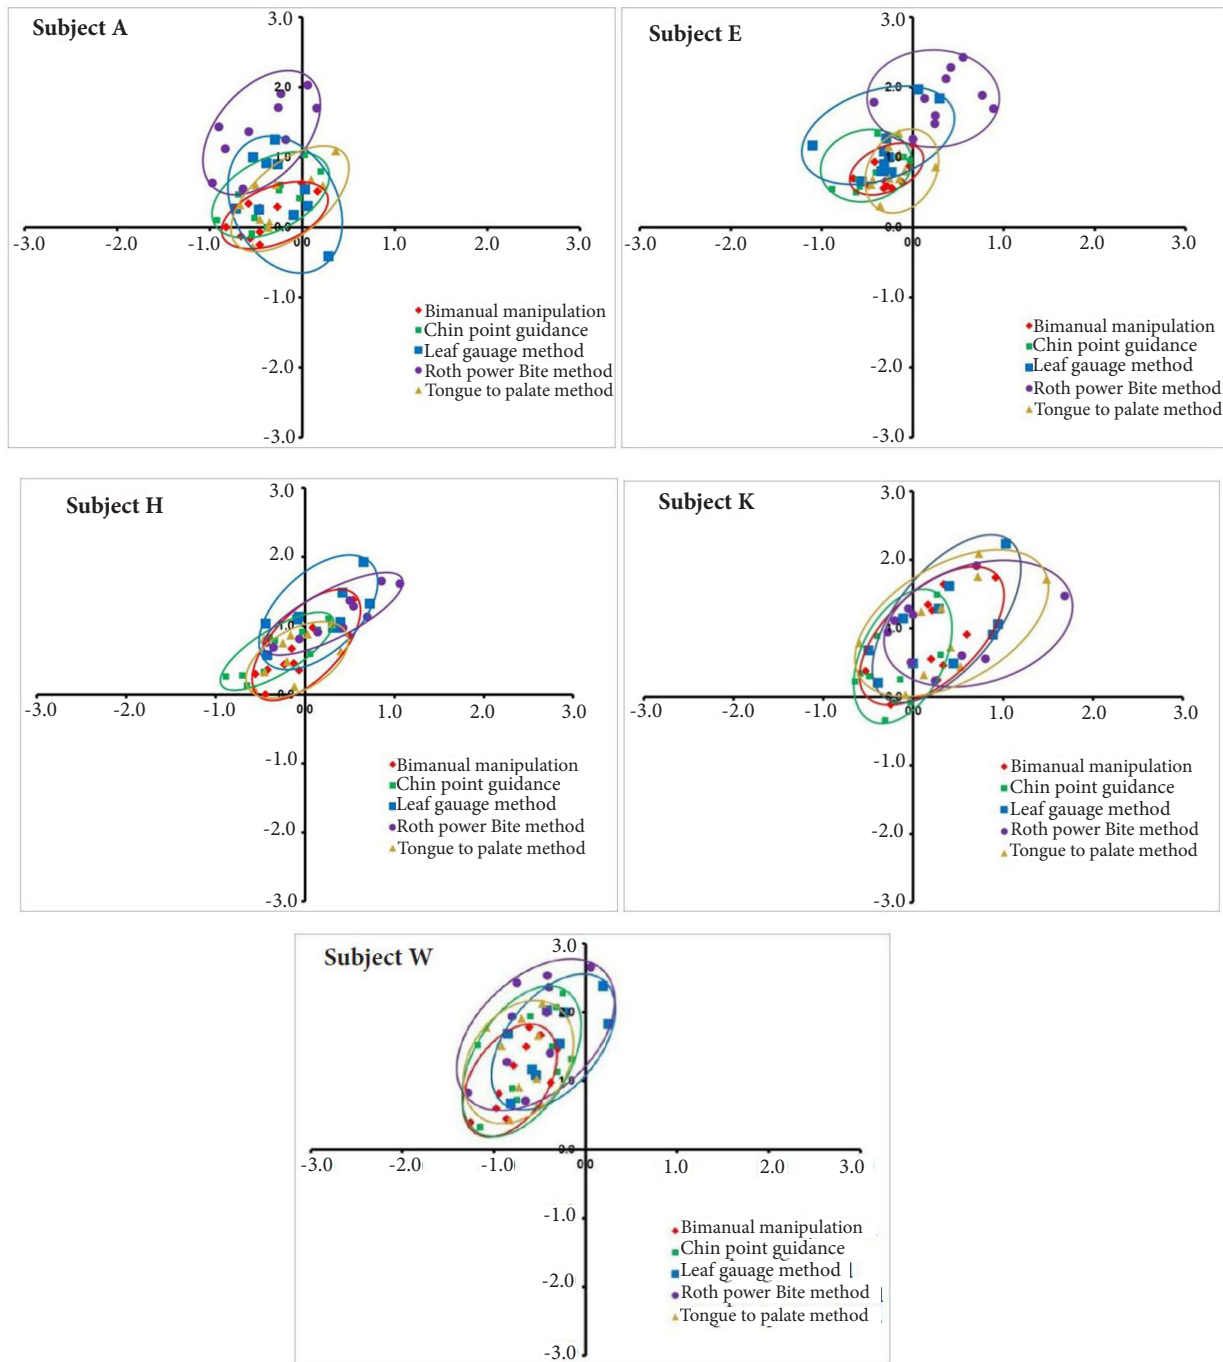 Subject A
3.0
2.0
1.0
0.0
-3.0 -2.0 -1.0 0.0 1.0 2.0 3.0
-1.0
-2.0
-3.0
Bimanual manipulation
Chin point guidance
Leaf gauage method
Roth power Bite method
Tongue to palate method
Subject E
3.0
2.0
1.0
0.0
-3.0 -2.0 -1.0 0.0 1.0 2.0 3.0
-1.0
-2.0
-3.0
Bimanual manipulation
Chin point guidance
Leaf gauage method
Roth power Bite method
Tongue to palate method
Subject H
3.0
2.0
1.0
0.0
-3.0 -2.0 -1.0 0.0 1.0 2.0 3.0
-1.0
-2.0
-3.0
Bimanual manipulation
Chin point guidance
Leaf gauage method
Roth power Bite method
Tongue to palate method
Subject K
3.0
2.0
1.0
0.0
-3.0 -2.0 -1.0 0.0 1.0 2.0 3.0
-1.0
-2.0
-3.0
Bimanual manipulation
Chin point guidance
Leaf gauage method
Roth power Bite method
Tongue to palate method
Subject W
3.0
2.0
1.0
0.0
-3.0 -2.0 -1.0 0.0 1.0 2.0 3.0
-1.0
-2.0
-3.0
Bimanual manipulation
Chin point guidance
Leaf gauage method
Roth power Bite method
Tongue to palate method